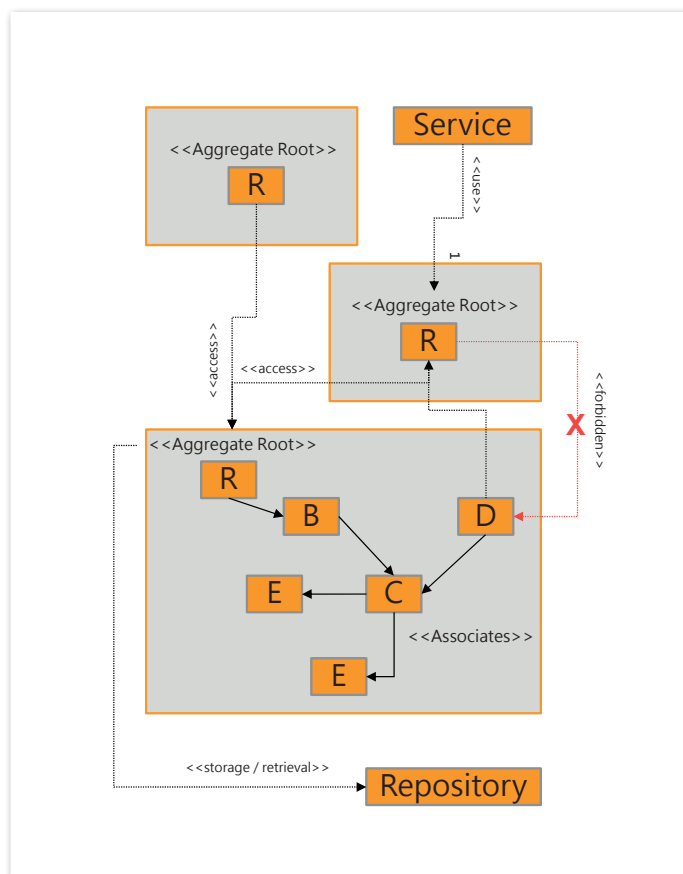 Service
<<Aggregate Root>>
R
<<use>>
1
<<Aggregate Root>>
R
<<access>>
<<access>>
<<forbidden>>
X
<<Aggregate Root>>
R
B
D
E
C
<<Associates>>
E
<<storage / retrieval>>
Repository